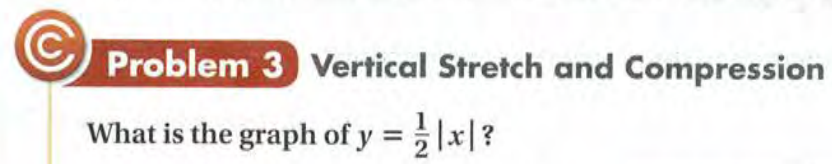 © Problem 3 Vertical Stretch and Compression
What is the graph of y = 1/2 |x|?